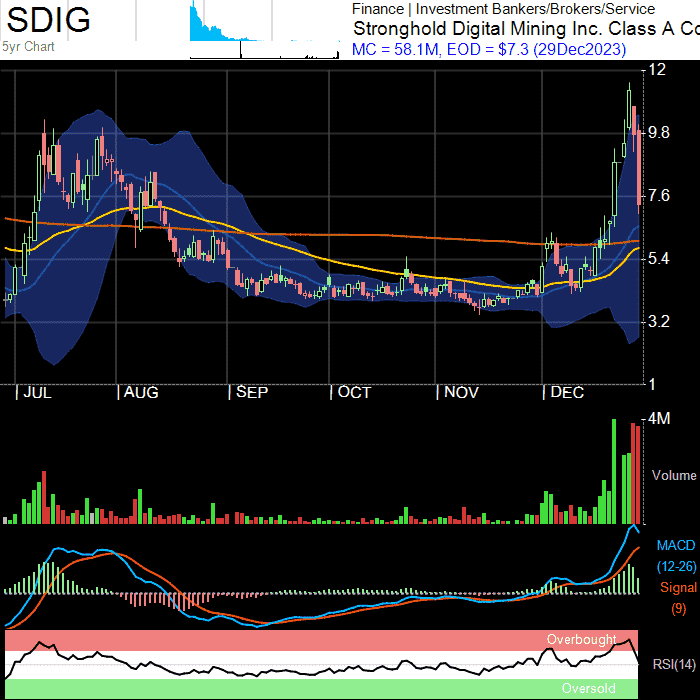 SDIG
5yr Chart
Finance | Investment Bankers/Brokers/Service
Stronghold Digital Mining Inc. Class A Co
MC = 58.1M, EOD = $7.3 (29Dec2023)
12
9.8
7.6
5.4
3.2
1
JUL AUG SEP OCT NOV DEC
4M
Volume
MACD
(12-26)
Signal
(9)
Overbought
RSI(14)
Oversold